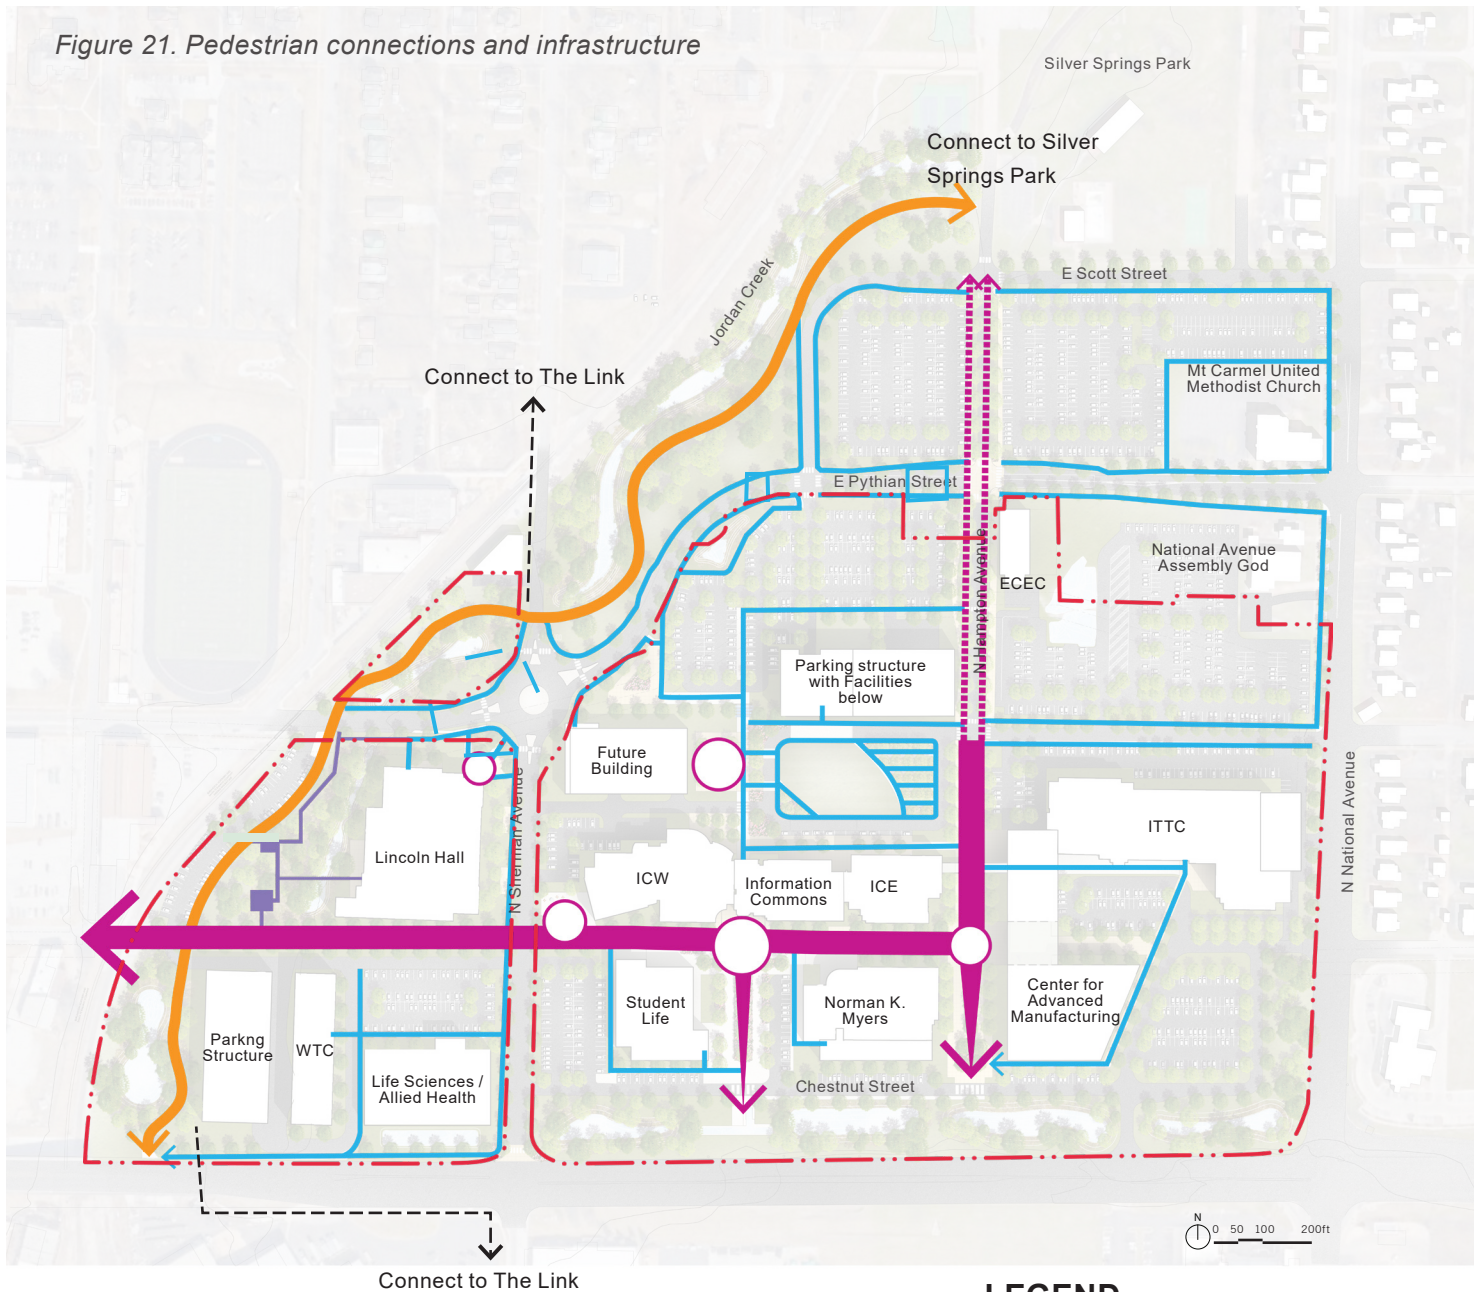 Figure 21. Pedestrian connections and infrastructure
Silver Springs Park
Connect to Silver
Springs Park
E Scott Street
Jordan Creek
Connect to The Link
Mt Carmel United
Methodist Church
E Pythian Street
N Hampton Avenue
National Avenue
Assembly God
ECEC
Parking structure
with Facilities
below
Future
Building
N Sherman Avenue
N National Avenue
ITTC
Lincoln Hall
ICW
Information
Commons
ICE
Student
Life
Norman K.
Myers
Center for
Advanced
Manufacturing
Parkng
Structure
WTC
Life Sciences /
Allied Health
Chestnut Street
N
0 50 100 200ft
Connect to The Link
LEGEND